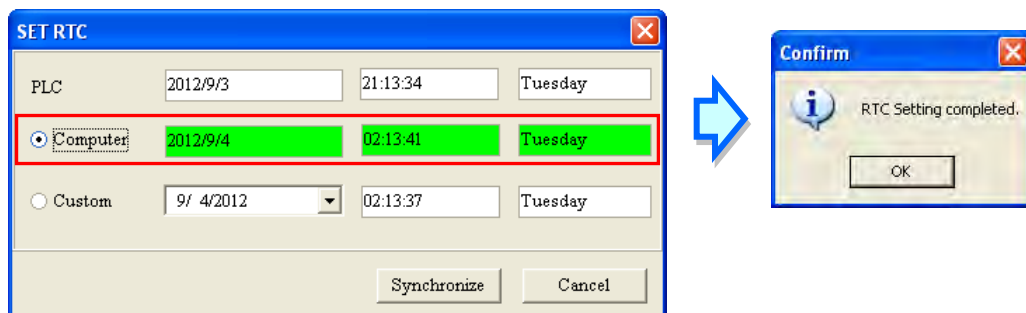 SET RTC
PLC 2012/9/3 21:13:34 Tuesday
Computer 2012/9/4 02:13:41 Tuesday
Custom 9/ 4/2012 02:13:37 Tuesday
Synchronize Cancel
Confirm
RTC Setting completed.
OK